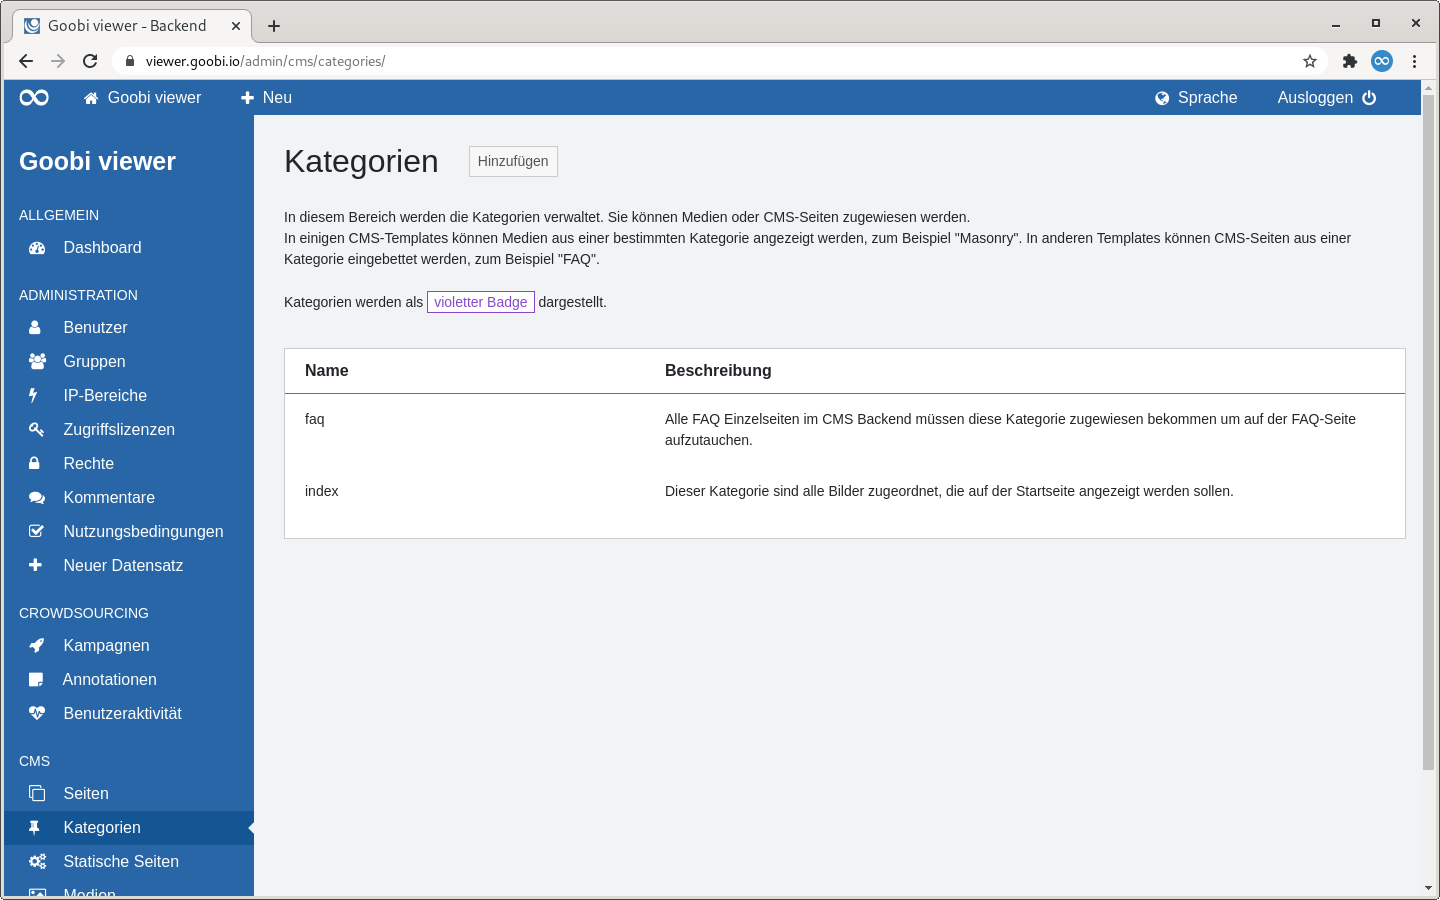 Goobi viewer - Backend
viewer.goobi.io/admin/cms/categories/
Goobi viewer
Neu
Sprache
Ausloggen
Goobi viewer
ALLGEMEIN
Dashboard
ADMINISTRATION
Benutzer
Gruppen
IP-Bereiche
Zugriffslizenzen
Rechte
Kommentare
Nutzungsbedingungen
Neuer Datensatz
CROWDSOURCING
Kampagnen
Annotationen
Benutzeraktivität
CMS
Seiten
Kategorien
Statische Seiten
Medien
Kategorien
Hinzufügen
In diesem Bereich werden die Kategorien verwaltet. Sie können Medien oder CMS-Seiten zugewiesen werden.
In einigen CMS-Templates können Medien aus einer bestimmten Kategorie angezeigt werden, zum Beispiel "Masonry". In anderen Templates können CMS-Seiten aus einer
Kategorie eingebettet werden, zum Beispiel "FAQ".
Kategorien werden als violetter Badge dargestellt.
Name Beschreibung
faq Alle FAQ Einzelseiten im CMS Backend müssen diese Kategorie zugewiesen bekommen um auf der FAQ-Seite
aufzutauchen.
index Dieser Kategorie sind alle Bilder zugeordnet, die auf der Startseite angezeigt werden sollen.